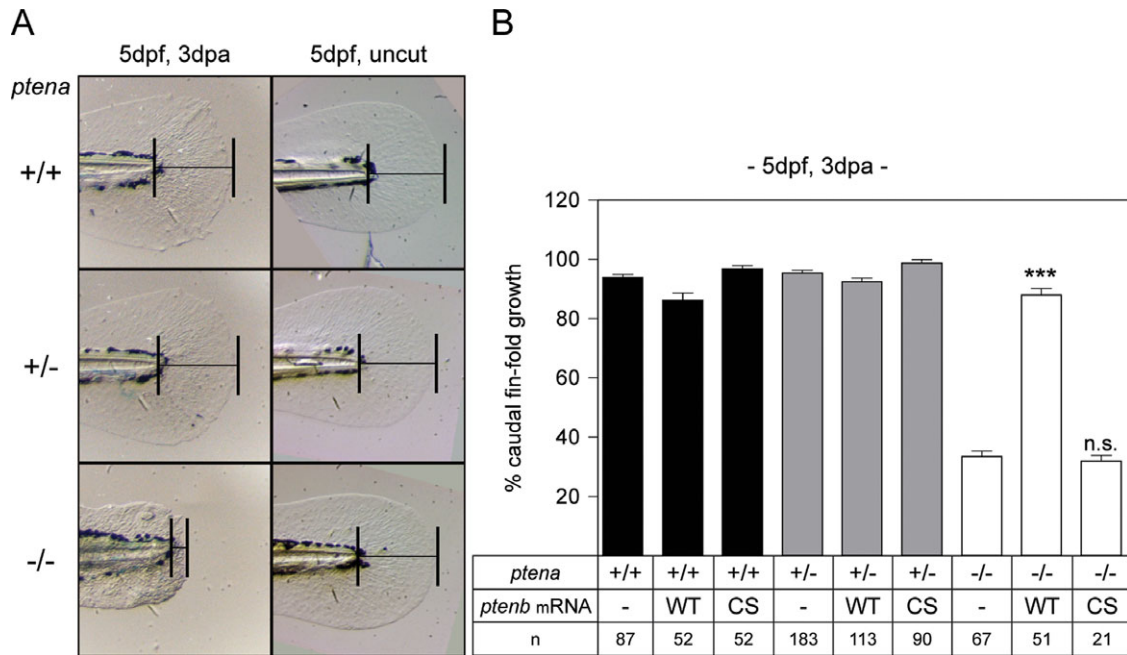 A
5dpf, 3dpa 5dpf, uncut
ptena
+/+
+/-
-/-
B
- 5dpf, 3dpa -
% caudal fin-fold growth
120
100
80
60
40
20
***
n.s.
ptena +/+ +/+ +/+ +/- +/- +/- -/- -/- -/-
ptenb mRNA - WT CS - WT CS - WT CS
n 87 52 52 183 113 90 67 51 21